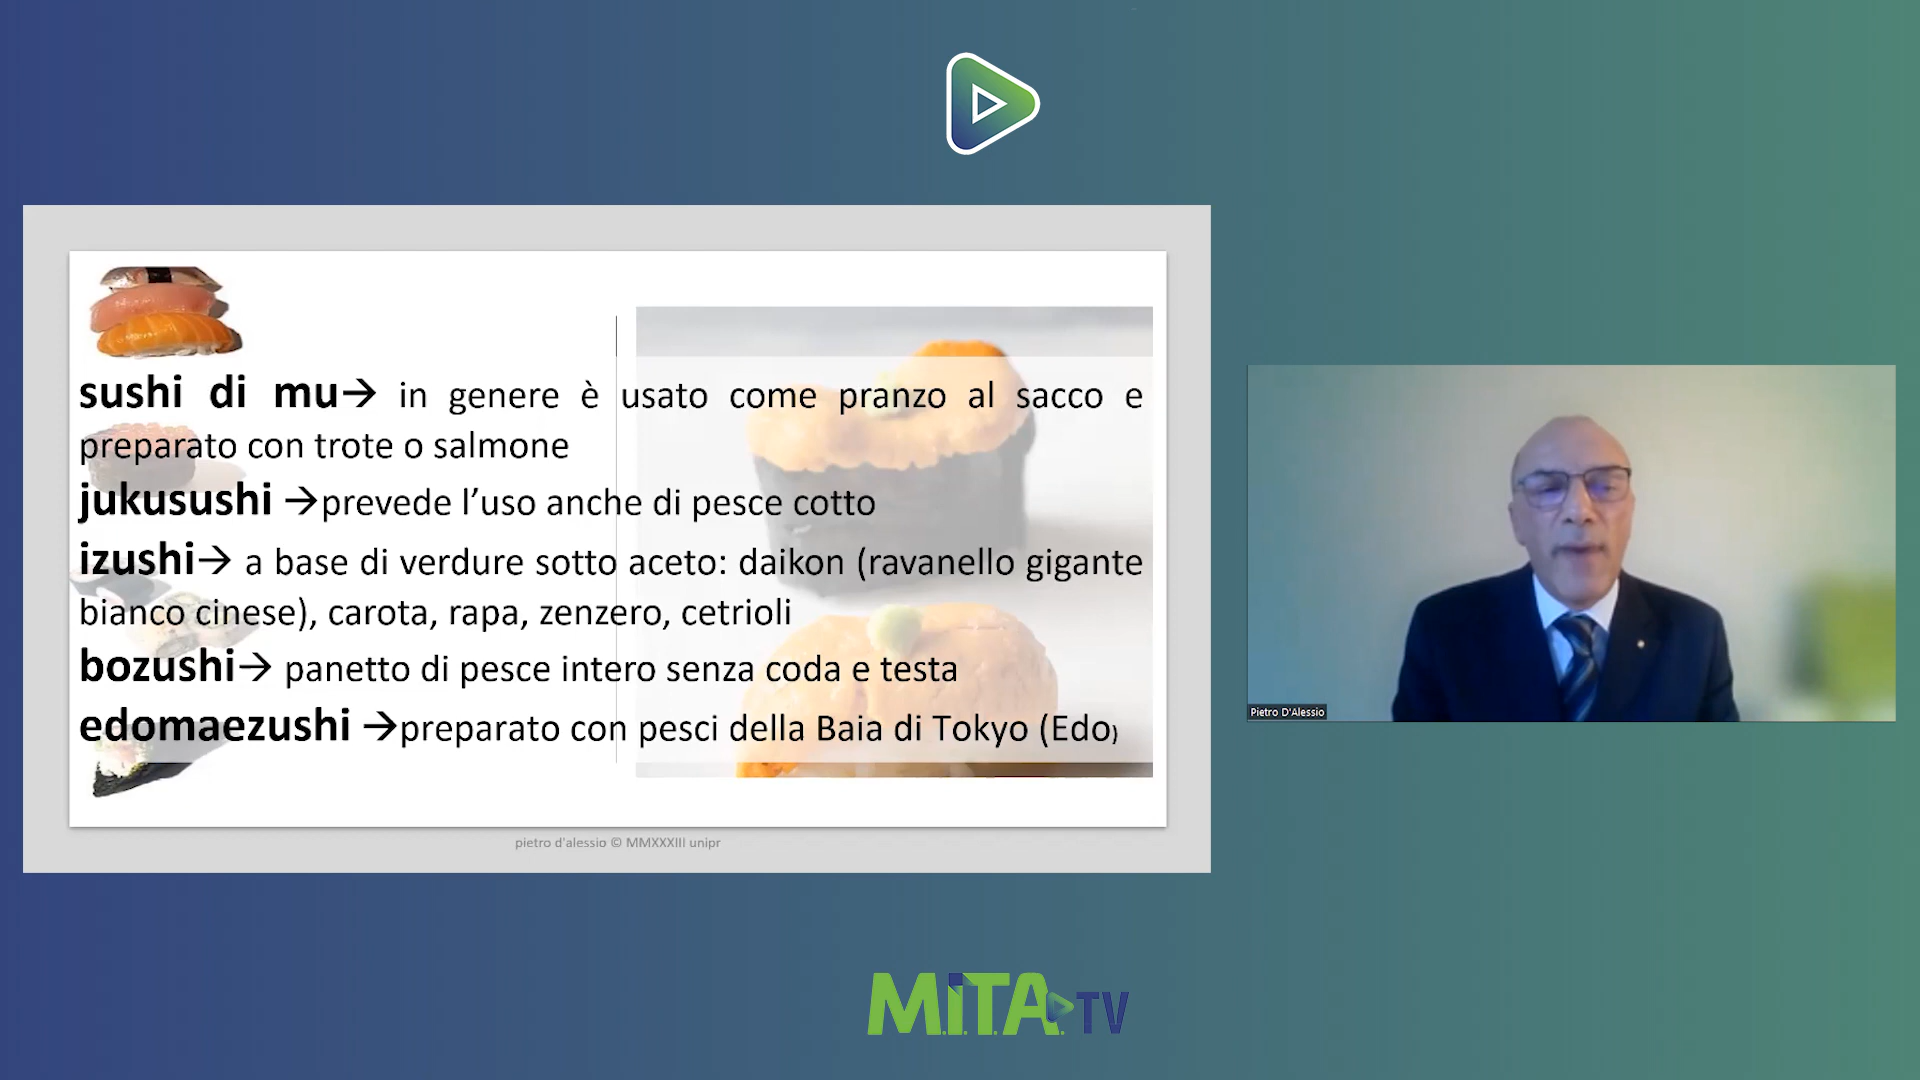 sushi di mu→ in genere è usato come pranzo al sacco e
preparato con trote o salmone
jukusushi →prevede l’uso anche di pesce cotto
izushi→ a base di verdure sotto aceto: daikon (ravanello gigante
bianco cinese), carota, rapa, zenzero, cetrioli
bozushi→ panetto di pesce intero senza coda e testa
edomaezushi →preparato con pesci della Baia di Tokyo (Edo)
pietro d'alessio © MMXXXIII unipr
Pietro D'Alessio
M.I.T.A. TV